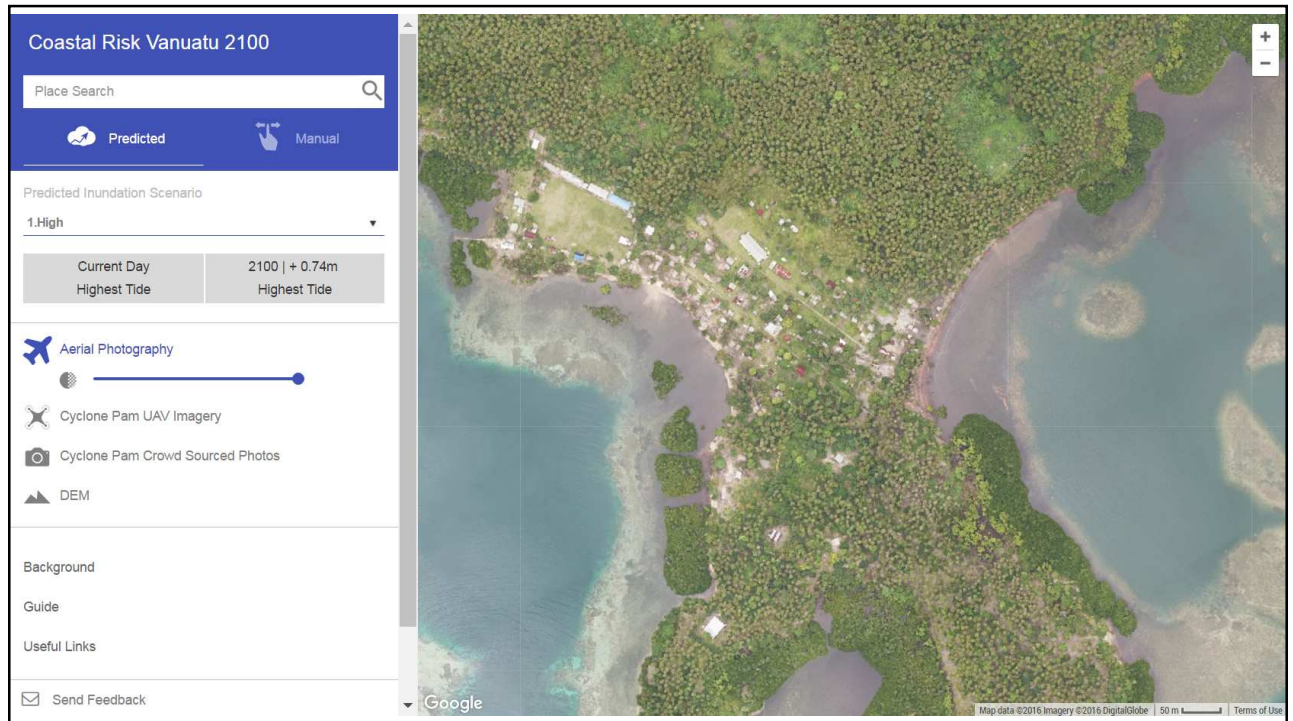 Coastal Risk Vanuatu 2100
Place Search
Predicted
Manual
Predicted Inundation Scenario
1.High
Current Day
Highest Tide
2100 | + 0.74m
Highest Tide
Aerial Photography
Cyclone Pam UAV Imagery
Cyclone Pam Crowd Sourced Photos
DEM
Background
Guide
Useful Links
Send Feedback
+
−
Google
Map data ©2016 Imagery ©2016 DigitalGlobe
50 m
Terms of Use